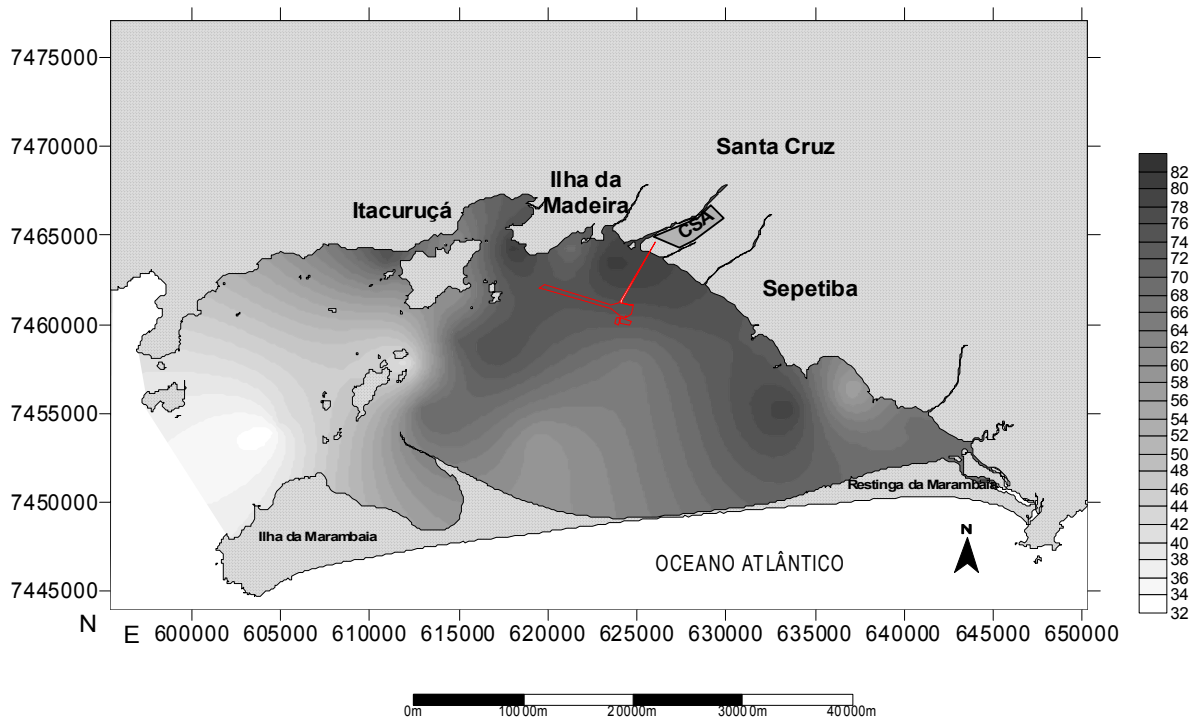 7475000
7470000
7465000
7460000
7455000
7450000
7445000
N
E
600000 605000 610000 615000 620000 625000 630000 635000 640000 645000 650000
Santa Cruz
Ilha da
Madeira
Itacuruçá
CSA
Sepetiba
Restinga da Marambaia
Ilha da Marambaia
OCEANO ATLÂNTICO
N
82
80
78
76
74
72
70
68
66
64
62
60
58
56
54
52
50
48
46
44
42
40
38
36
34
32
0m 10000m 20000m 30000m 40000m